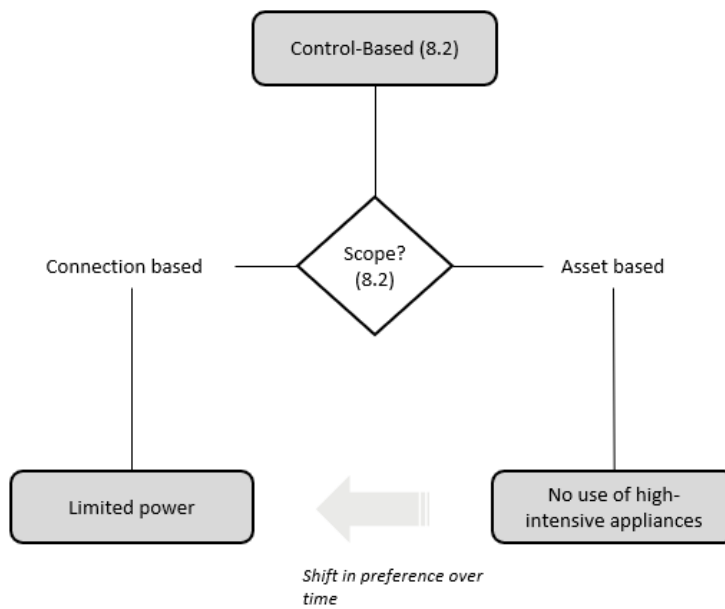 Control-Based (8.2)
Scope?
(8.2)
Connection based
Asset based
Limited power
No use of high-
intensive appliances
Shift in preference over
time